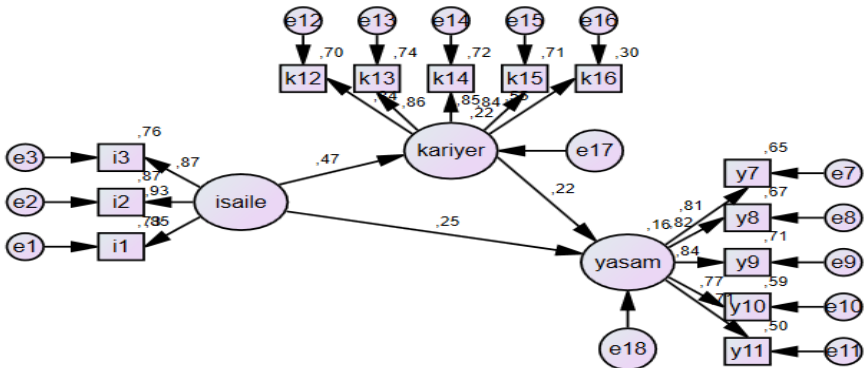 e12 e13 e14 e15 e16
,70 ,74 ,72 ,71 ,30
k12 k13 k14 k15 k16
,86 ,85 ,84
,22
kariyer e17
,76
e3 i3
,87
,47
,87
e2 i2
,93
isaile
,22
,25
e1 i1
,65
y7 e7
,81
,67
y8 e8
,16 ,82
,71
yasam
,84
y9 e9
,59
,77
y10 e10
,50
y11 e11
e18